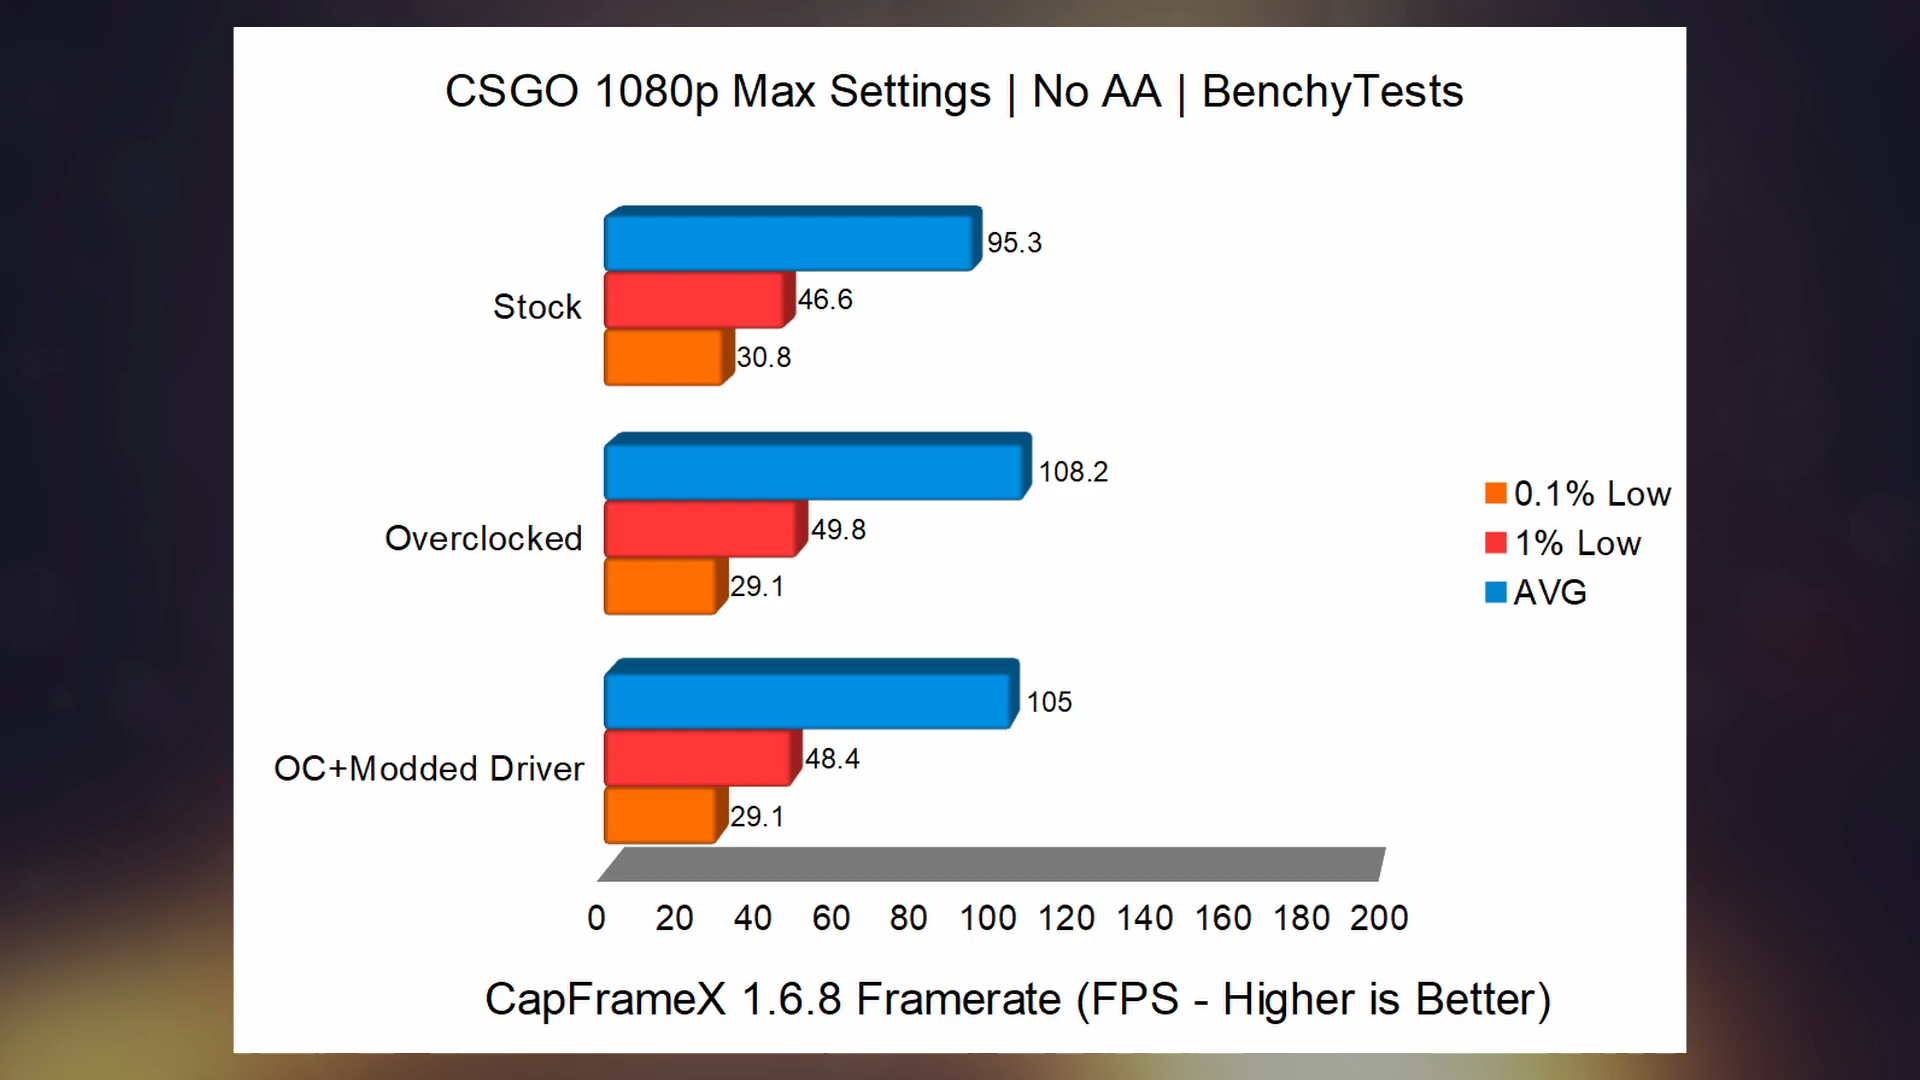 CSGO 1080p Max Settings | No AA | BenchyTests
95.3
Stock
46.6
30.8
108.2
Overclocked
49.8
29.1
105
OC+Modded Driver
48.4
29.1
0.1% Low
1% Low
AVG
0 20 40 60 80 100 120 140 160 180 200
CapFrameX 1.6.8 Framerate (FPS - Higher is Better)